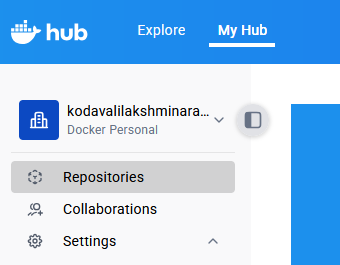 hub
Explore
My Hub
kodavalilakshminara...
Docker Personal
Repositories
Collaborations
Settings